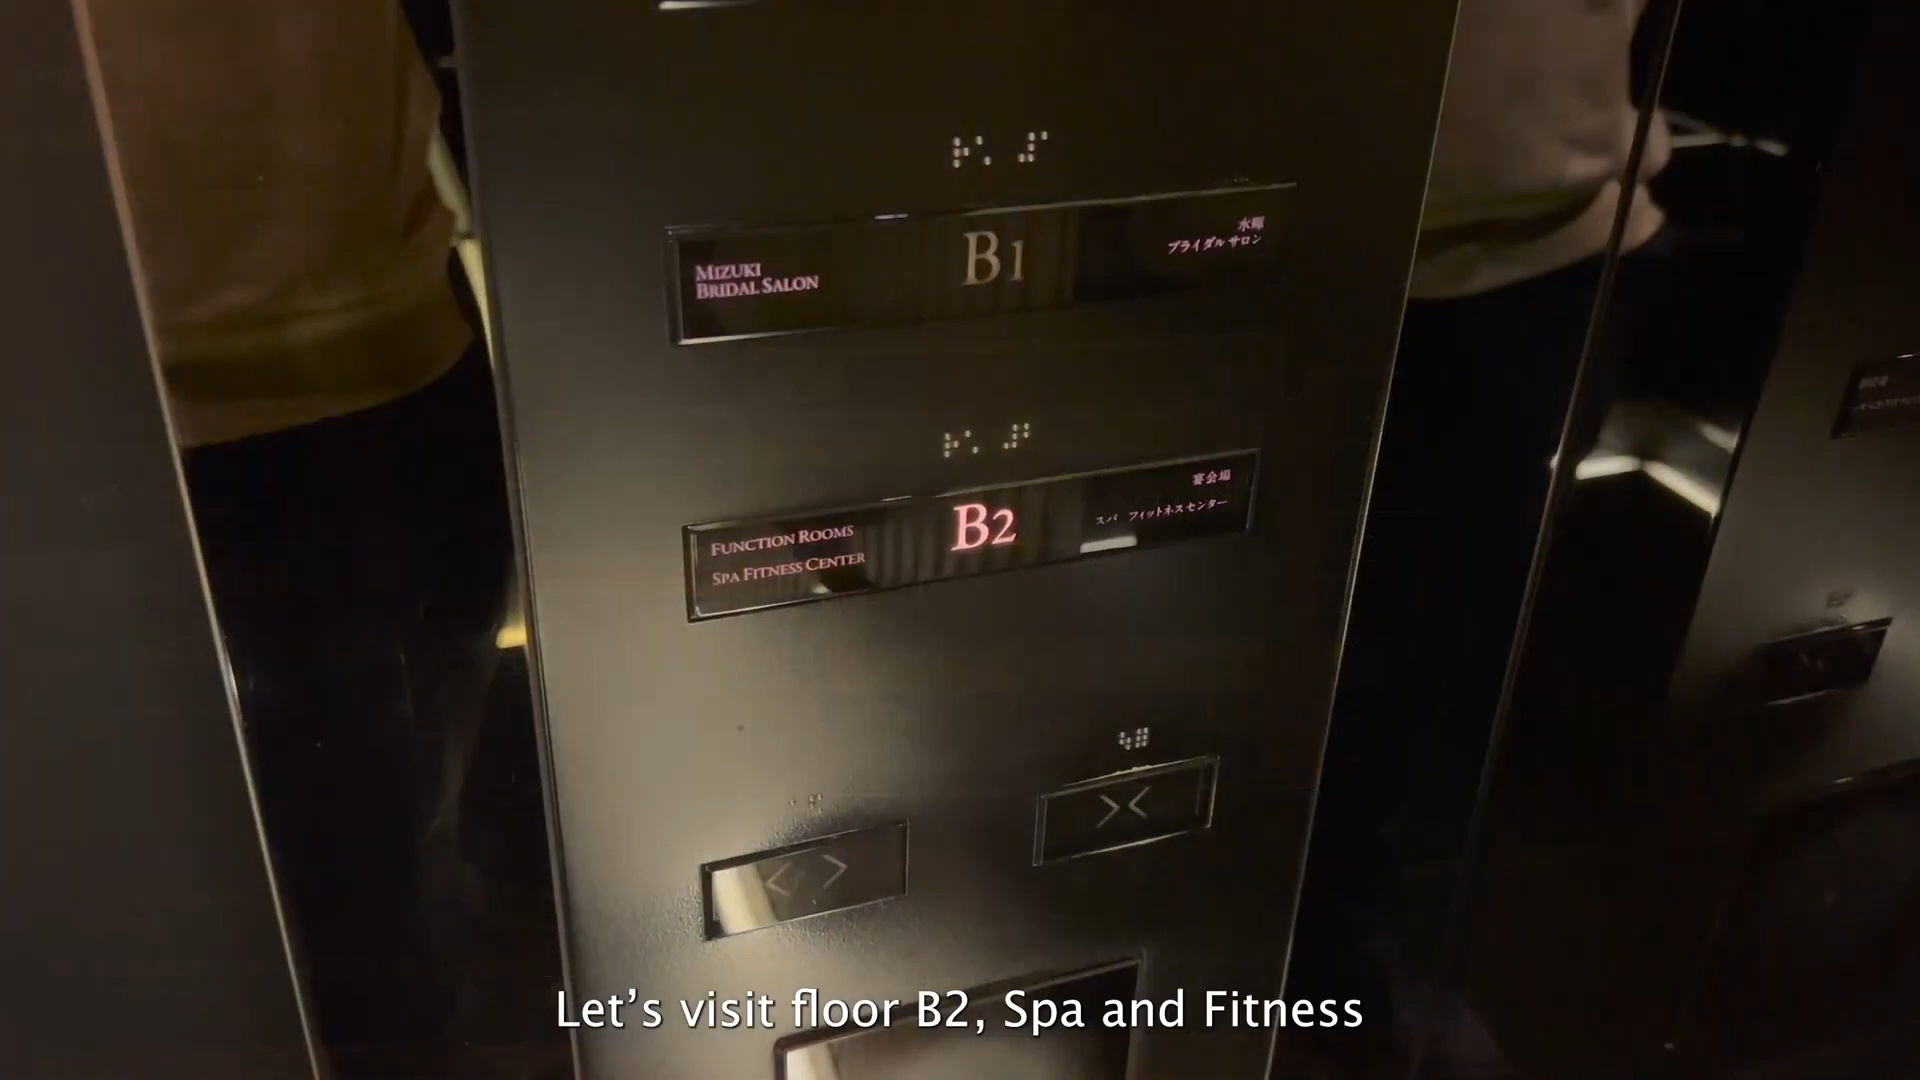 MIZUKI
BRIDAL SALON
B1
水暉
ブライダル サロン
FUNCTION ROOMS
SPA FITNESS CENTER
B2
宴会場
スパ フィットネス センター
Let’s visit floor B2, Spa and Fitness